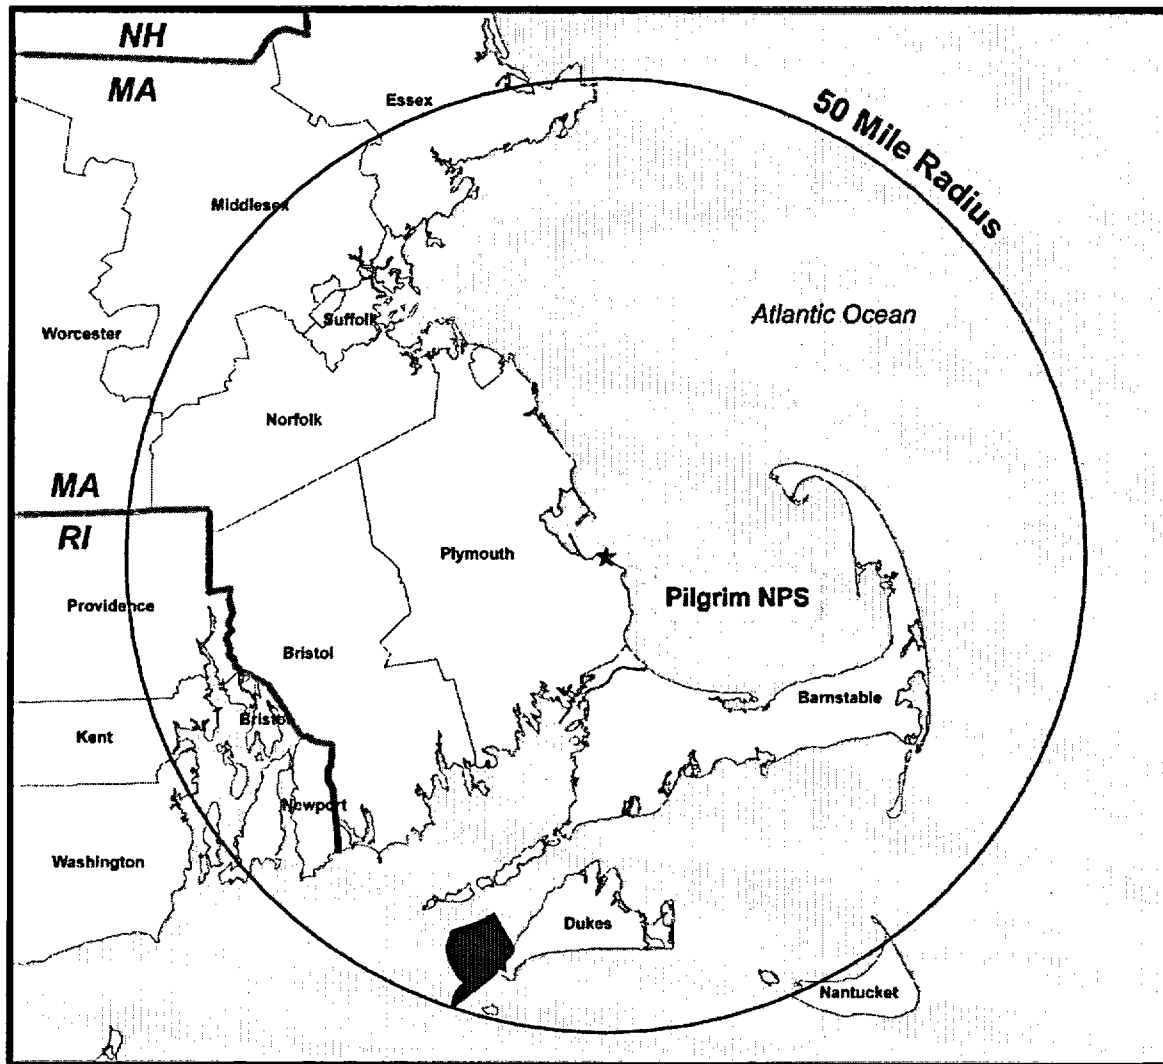 NH
MA
Essex
50 Mile Radius
Middlesex
Suffolk
Worcester
Atlantic Ocean
Norfolk
MA
RI
Plymouth
Providence
Pilgrim NPS
Bristol
Barnstable
Bristol
Kent
Newport
Washington
Dukes
Nantucket